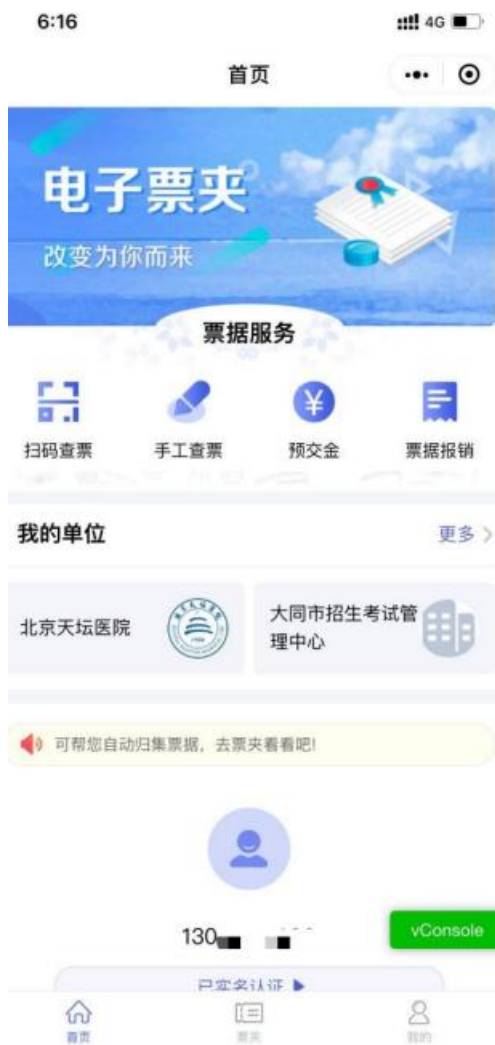 6:16
4G
首页
电子票夹
改变为你而来
票据服务
扫码查票
手工查票
预交金
票据报销
我的单位
更多
北京天坛医院
大同市招生考试管
理中心
可帮您自动归集票据，去票夹看看吧!
130
vConsole
已实名认证
首页
票夹
我的